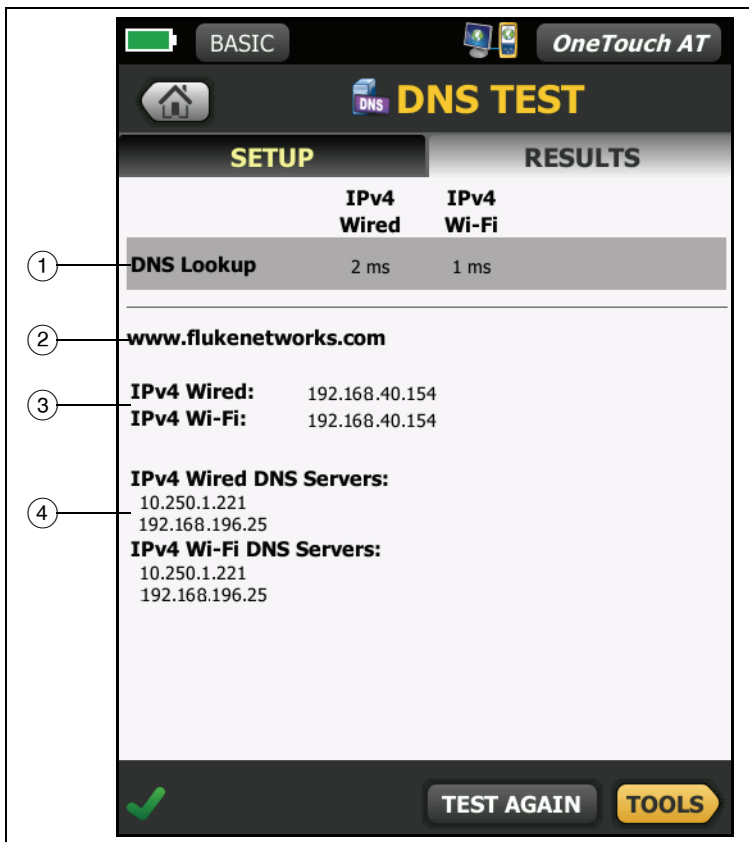 BASIC OneTouch AT
DNS DNS TEST
SETUP RESULTS
IPv4 IPv4
Wired Wi-Fi
① DNS Lookup 2 ms 1 ms
② www.flukenetworks.com
IPv4 Wired: 192.168.40.154
③
IPv4 Wi-Fi: 192.168.40.154
IPv4 Wired DNS Servers:
10.250.1.221
④
192.168.196.25
IPv4 Wi-Fi DNS Servers:
10.250.1.221
192.168.196.25
TEST AGAIN TOOLS